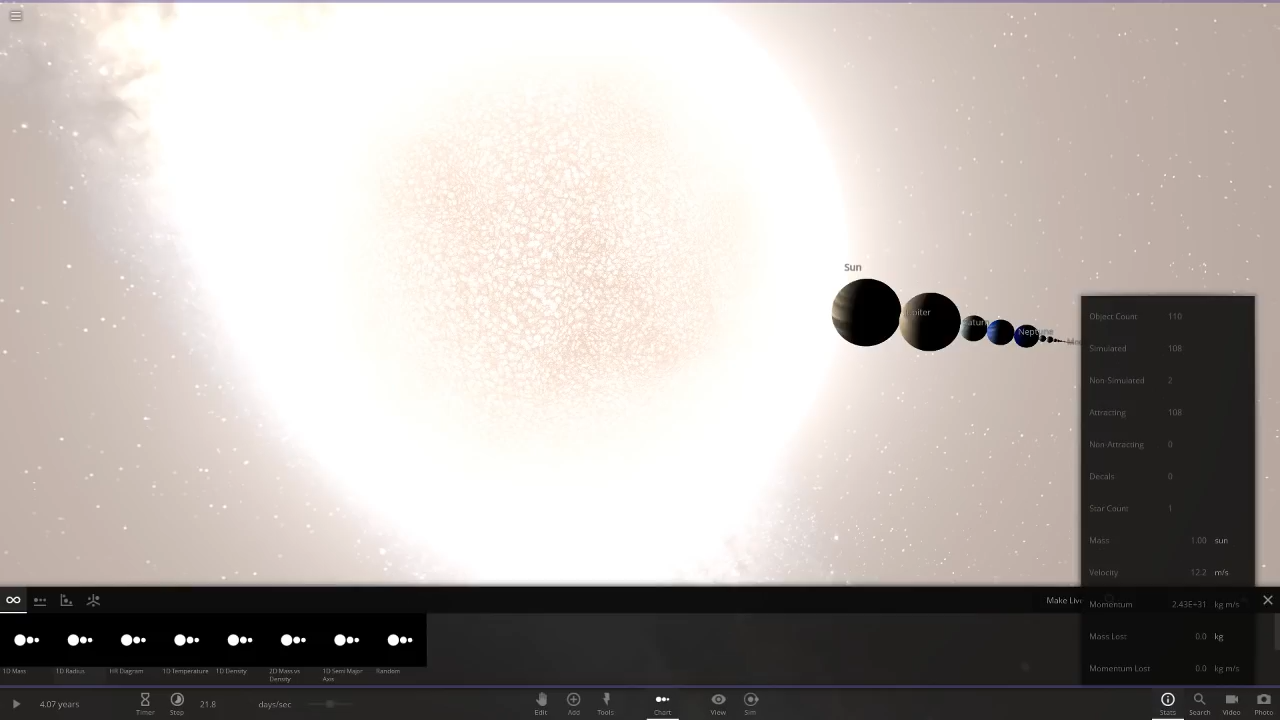 Sun
Jupiter
Saturn
Neptune
Object Count 110
Simulated 108
Non-Simulated 2
Attracting 108
Non-Attracting 0
Decals 0
Star Count 1
Mass 1.00 sun
Velocity 12.2 m/s
Momentum 2.43E+31 kg m/s
Mass Lost 0.0 kg
Momentum Lost 0.0 kg m/s
1D Mass
1D Radius
HR Diagram
1D Temperature
1D Density
2D Mass vs
Density
1D Semi-Major
Axis
Random
4.07 years
Timer
Step
21.8 days/sec
Edit
Add
Tools
Chart
View
Sim
Stats
Search
Video
Photo